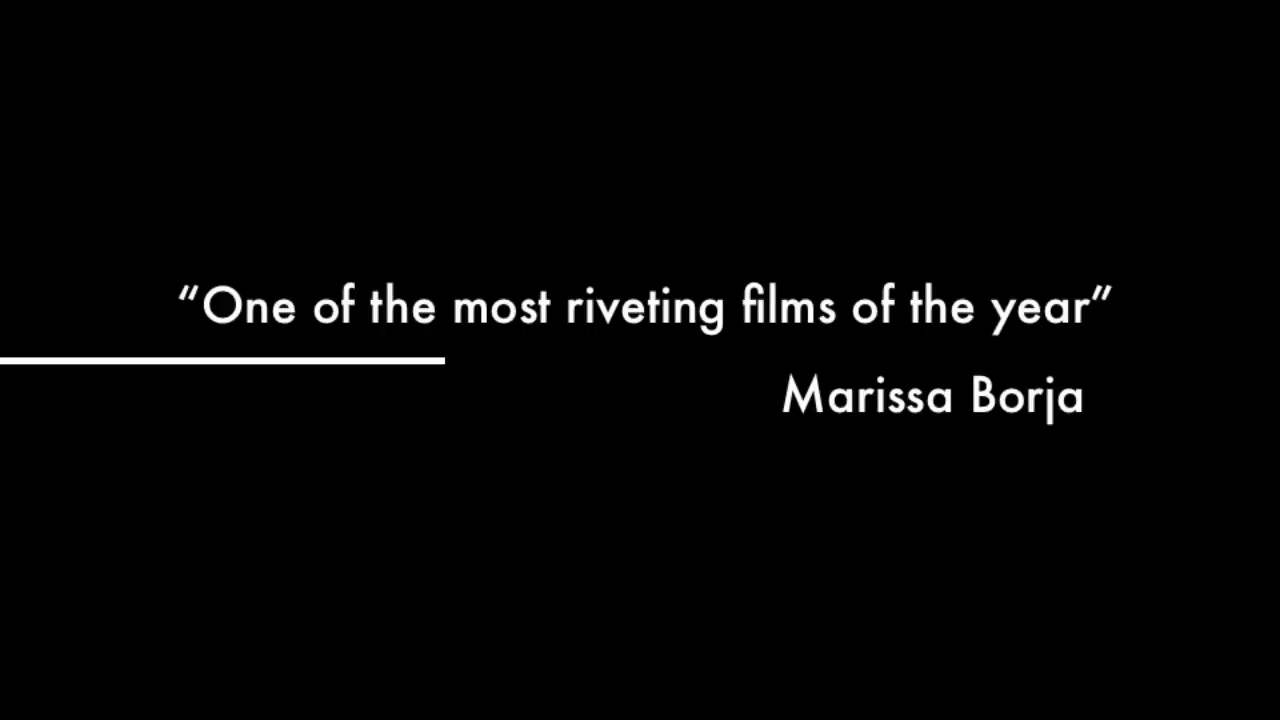 “One of the most riveting films of the year”
Marissa Borja